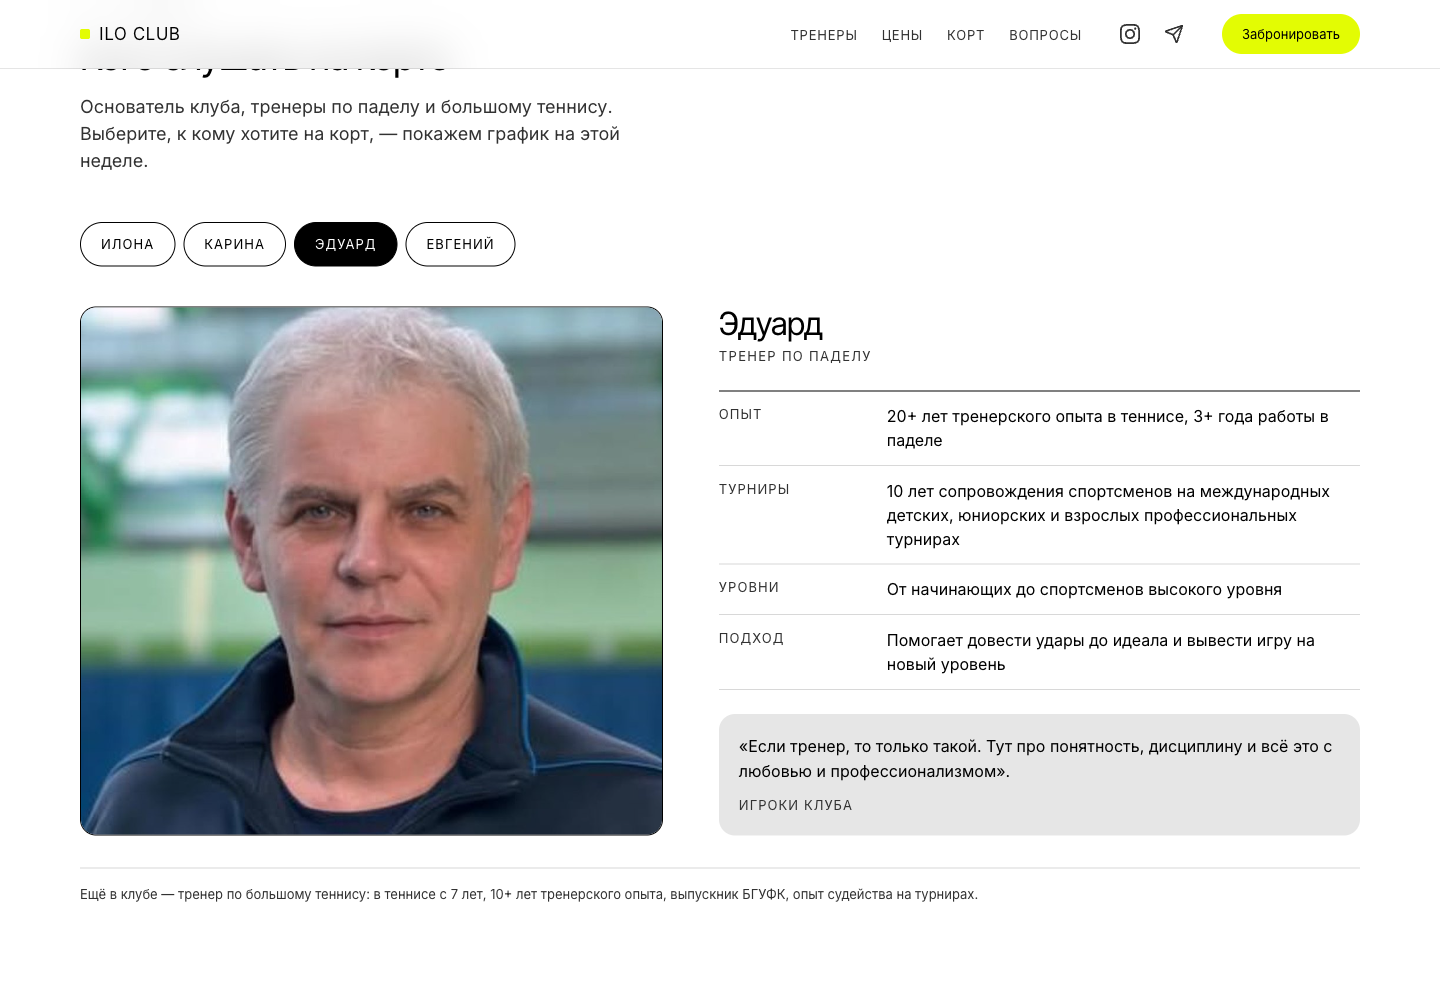 ILO CLUB
ТРЕНЕРЫ ЦЕНЫ КОРТ ВОПРОСЫ Забронировать
Кого слушать на корте
Основатель клуба, тренеры по паделу и большому теннису.
Выберите, к кому хотите на корт, — покажем график на этой
неделе.
ИЛОНА КАРИНА ЭДУАРД ЕВГЕНИЙ
Эдуард
ТРЕНЕР ПО ПАДЕЛУ
ОПЫТ
20+ лет тренерского опыта в теннисе, 3+ года работы в
паделе
ТУРНИРЫ
10 лет сопровождения спортсменов на международных
детских, юниорских и взрослых профессиональных
турнирах
УРОВНИ
От начинающих до спортсменов высокого уровня
ПОДХОД
Помогает довести удары до идеала и вывести игру на
новый уровень
«Если тренер, то только такой. Тут про понятность, дисциплину и всё это с
любовью и профессионализмом».
ИГРОКИ КЛУБА
Ещё в клубе — тренер по большому теннису: в теннисе с 7 лет, 10+ лет тренерского опыта, выпускник БГУФК, опыт судейства на турнирах.